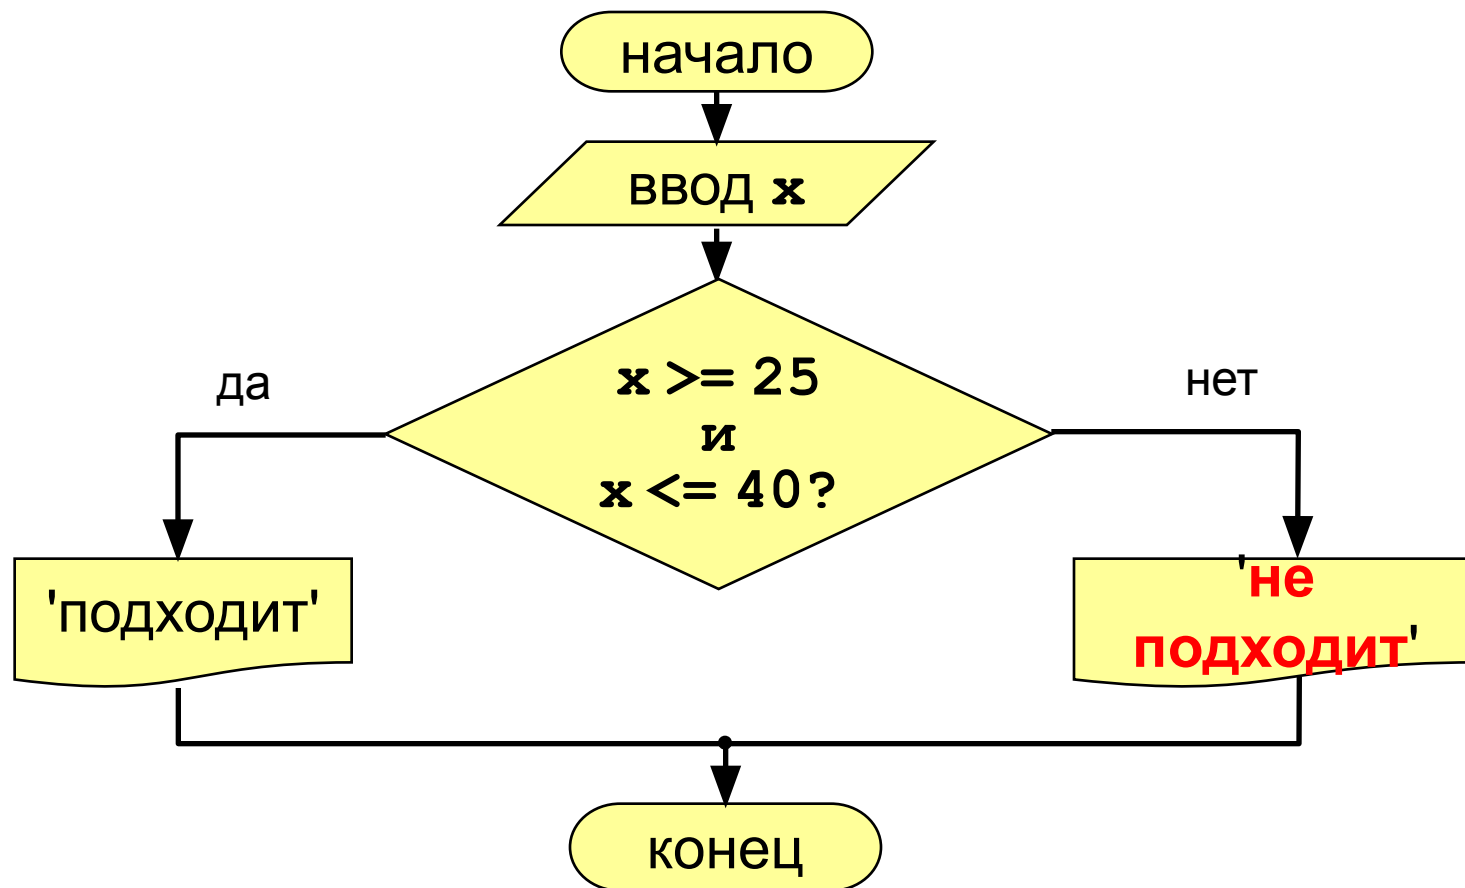 начало
ввод x
x >= 25
и
x <= 40?
да
нет
'подходит'
'не
подходит'
конец